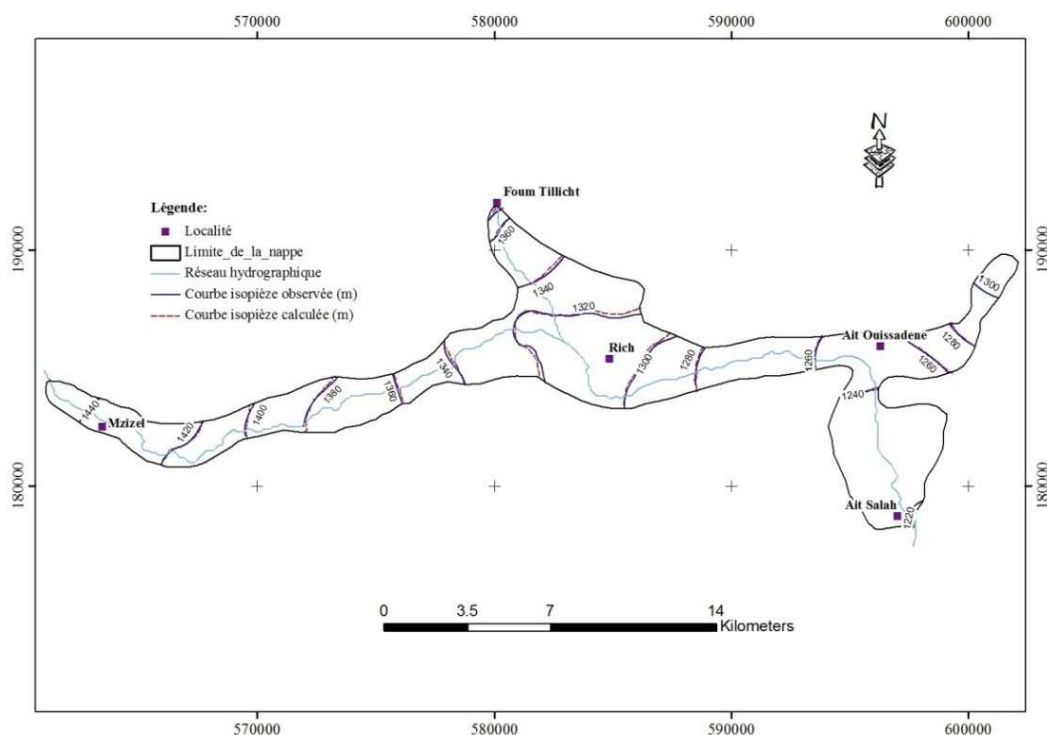 570000 580000 590000 600000
N
Foum Tillicht
Légende:
Localité
Limite_de_la_nappe
Réseau hydrographique
Courbe isopièze observée (m)
Courbe isopièze calculée (m)
190000
190000
1360
1340
1320
1300
Rich
1300
1280
1260
Ait Ouissadene
1280
1260
1240
1340
1360
1380
1400
1420
1440
Mzizel
180000
180000
Ait Salah
1220
0 3.5 7 14
Kilometers
570000 580000 590000 600000